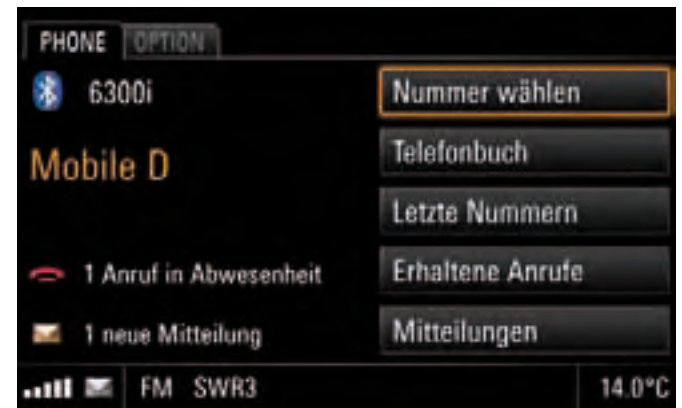 PHONE OPTION
6300i
Mobile D
1 Anruf in Abwesenheit
1 neue Mitteilung
Nummer wählen
Telefonbuch
Letzte Nummern
Erhaltene Anrufe
Mitteilungen
FM SWR3 14.0°C